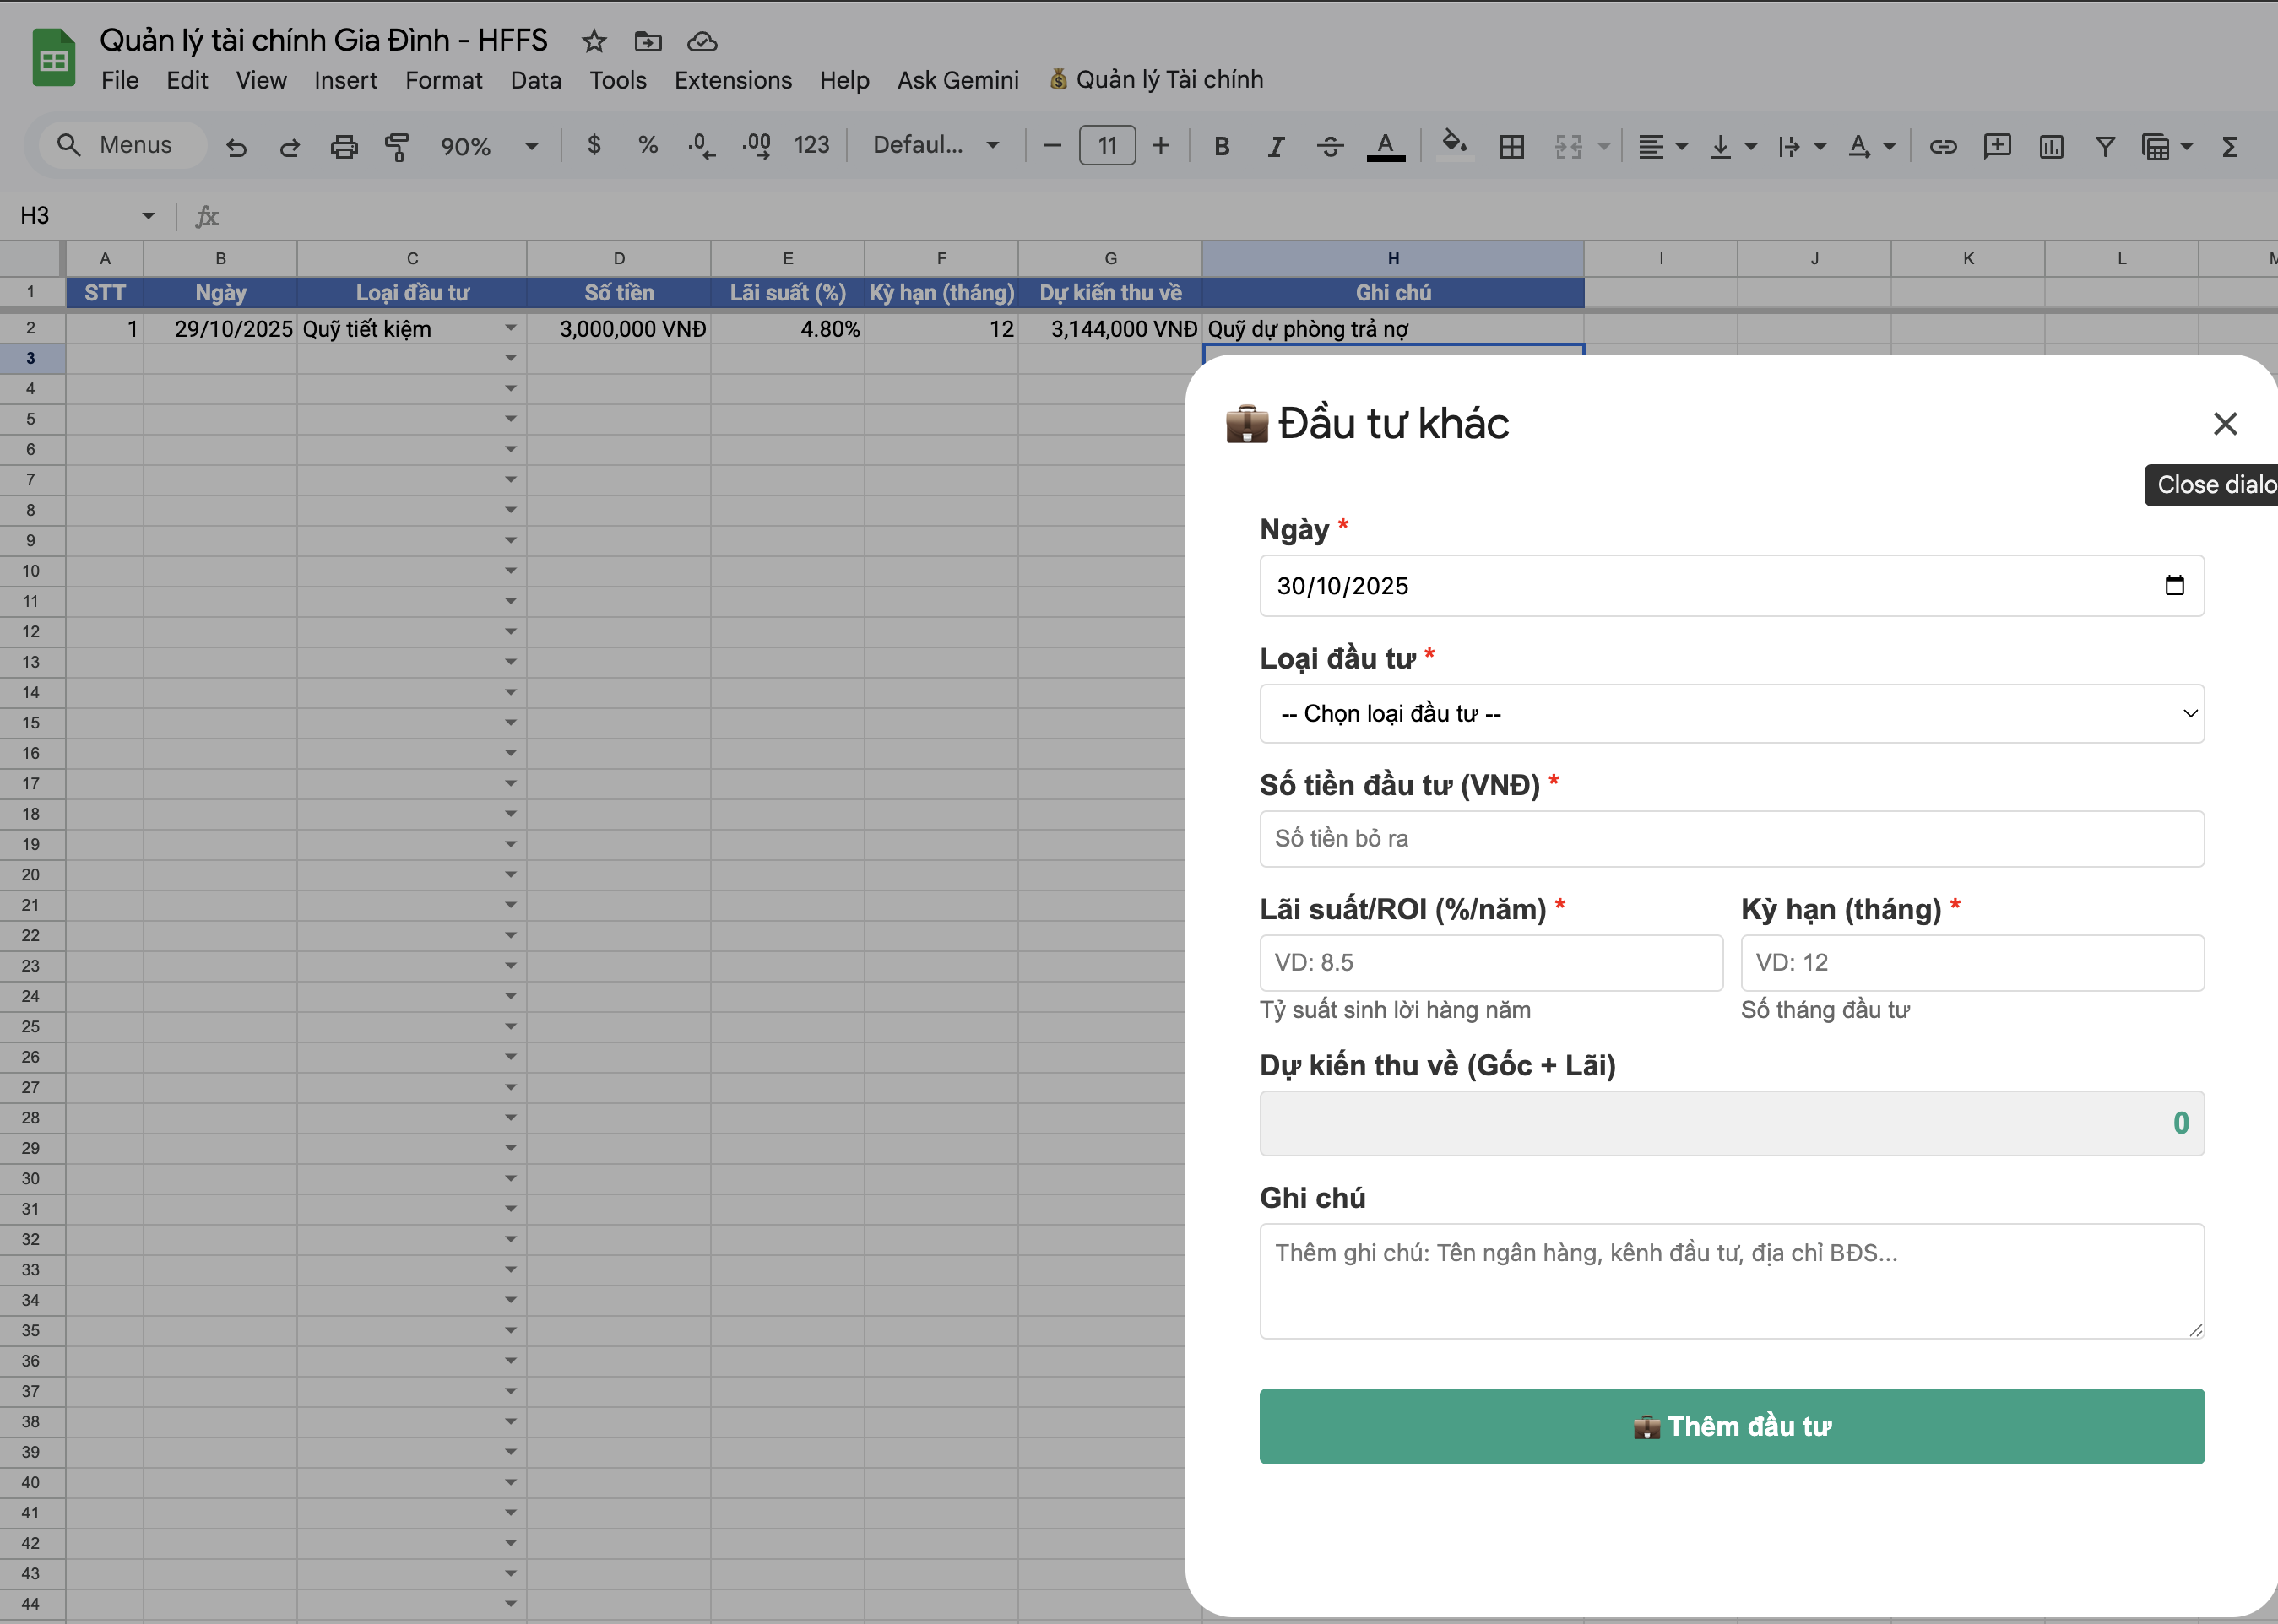 Quản lý tài chính Gia Đình - HFFS
File Edit View Insert Format Data Tools Extensions Help Ask Gemini 💰 Quản lý Tài chính
Menus 90% $ % .0 .00 123 Defaul... 11 B I A
H3 fx
A B C D E F G H I J K L M
1 STT Ngày Loại đầu tư Số tiền Lãi suất (%) Kỳ hạn (tháng) Dự kiến thu về Ghi chú
2 1 29/10/2025 Quỹ tiết kiệm 3,000,000 VNĐ 4.80% 12 3,144,000 VNĐ Quỹ dự phòng trả nợ
3
4
5
6
7
8
9
10
11
12
13
14
15
16
17
18
19
20
21
22
23
24
25
26
27
28
29
30
31
32
33
34
35
36
37
38
39
40
41
42
43
44
💼 Đầu tư khác
Close dialo
Ngày *
30/10/2025
Loại đầu tư *
-- Chọn loại đầu tư --
Số tiền đầu tư (VNĐ) *
Số tiền bỏ ra
Lãi suất/ROI (%/năm) * Kỳ hạn (tháng) *
VD: 8.5 VD: 12
Tỷ suất sinh lời hàng năm Số tháng đầu tư
Dự kiến thu về (Gốc + Lãi)
0
Ghi chú
Thêm ghi chú: Tên ngân hàng, kênh đầu tư, địa chỉ BĐS...
💼 Thêm đầu tư